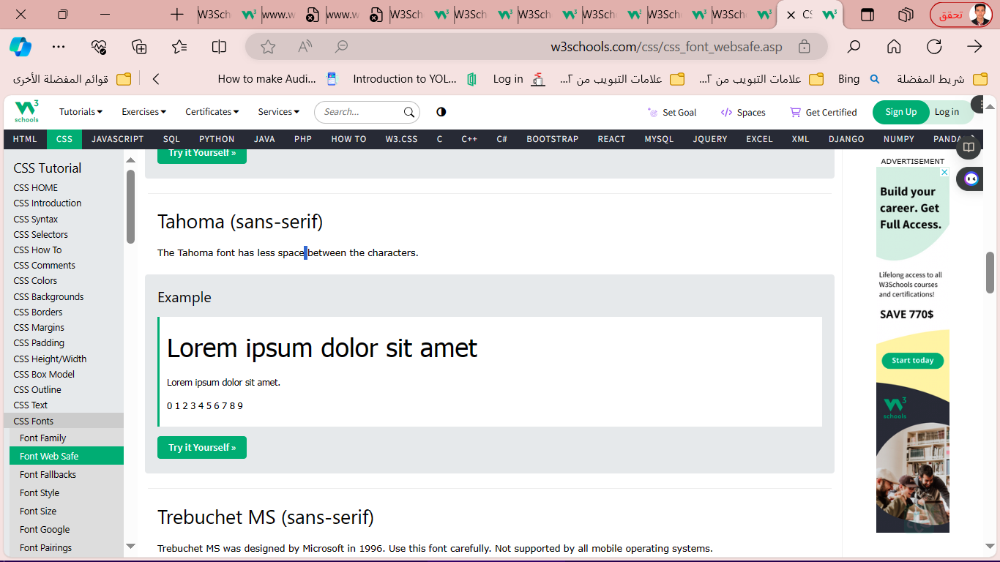 W3Sch
www.w
www.w
W3Sch
W3Sch
W3Sch
W3Sch
W3Sch
W3Sch
CS
تحقق
w3schools.com/css/css_font_websafe.asp
قوائم المفضلة الأخرى
How to make Audi...
Introduction to YOL...
Log in
علامات التبويب من ٢...
علامات التبويب من ٢...
Bing
شريط المفضلة
W3 schools
Tutorials
Exercises
Certificates
Services
Search...
Set Goal
Spaces
Get Certified
Sign Up
Log in
HTML CSS JAVASCRIPT SQL PYTHON JAVA PHP HOW TO W3.CSS C C++ C# BOOTSTRAP REACT MYSQL JQUERY EXCEL XML DJANGO NUMPY PANDA
CSS Tutorial
CSS HOME
CSS Introduction
CSS Syntax
CSS Selectors
CSS How To
CSS Comments
CSS Colors
CSS Backgrounds
CSS Borders
CSS Margins
CSS Padding
CSS Height/Width
CSS Box Model
CSS Outline
CSS Text
CSS Fonts
Font Family
Font Web Safe
Font Fallbacks
Font Style
Font Size
Font Google
Font Pairings
Try it Yourself »
Tahoma (sans-serif)
The Tahoma font has less space between the characters.
Example
Lorem ipsum dolor sit amet
Lorem ipsum dolor sit amet.
0 1 2 3 4 5 6 7 8 9
Try it Yourself »
Trebuchet MS (sans-serif)
Trebuchet MS was designed by Microsoft in 1996. Use this font carefully. Not supported by all mobile operating systems.
ADVERTISEMENT
Build your
career. Get
Full Access.
Lifelong access to all
W3Schools courses
and certifications!
SAVE 770$
Start today
W3 schools